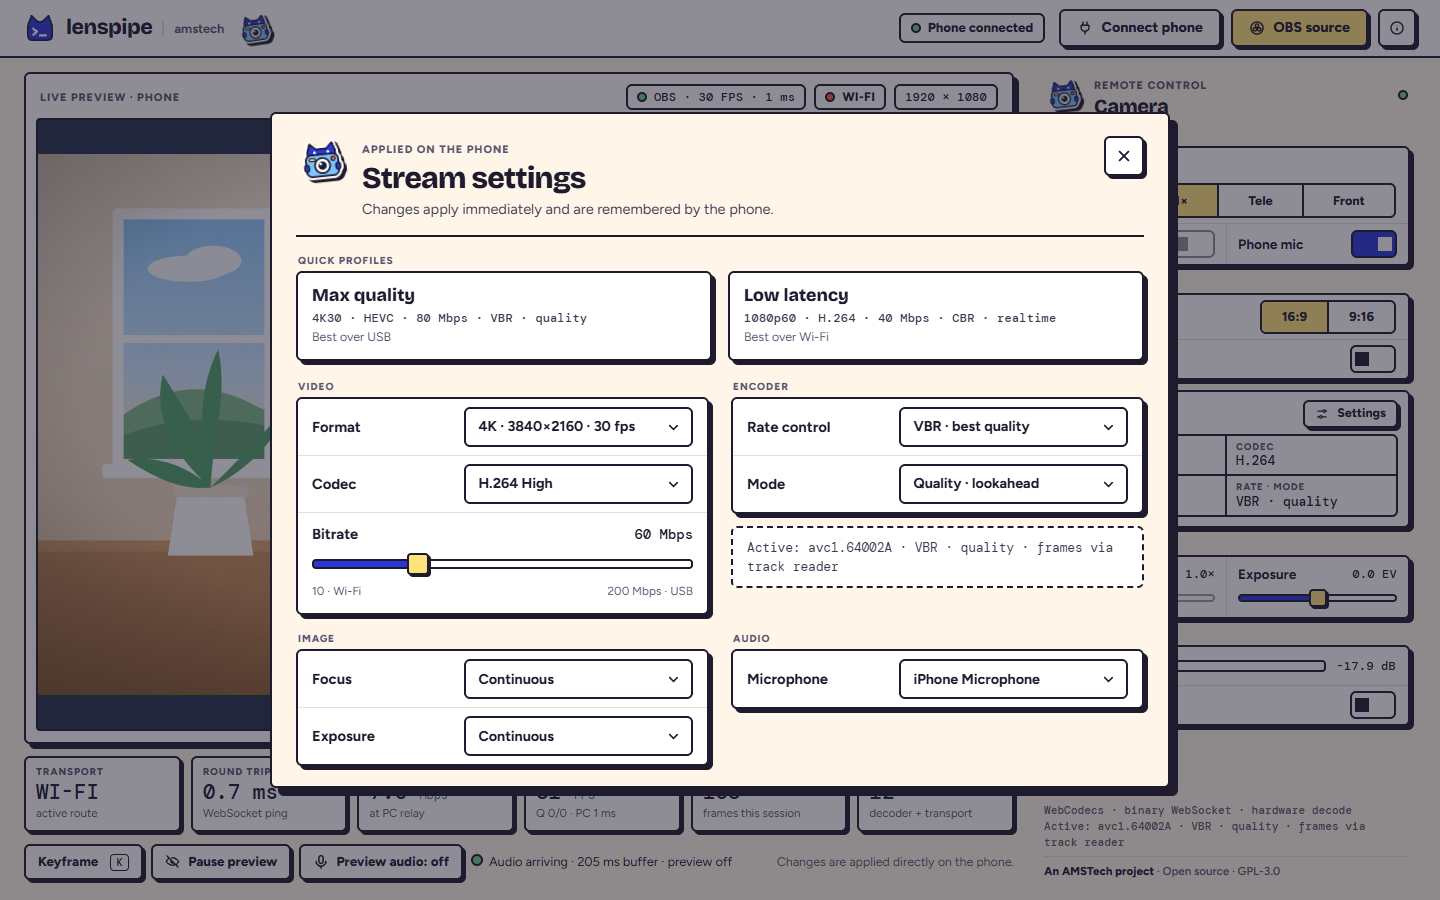 lenspipe
amstech
Phone connected
Connect phone
OBS source
LIVE PREVIEW · PHONE
OBS · 30 FPS · 1 ms
WI-FI
1920 × 1080
REMOTE CONTROL
Camera
APPLIED ON THE PHONE
Stream settings
Changes apply immediately and are remembered by the phone.
QUICK PROFILES
Max quality
4K30 · HEVC · 80 Mbps · VBR · quality
Best over USB
Low latency
1080p60 · H.264 · 40 Mbps · CBR · realtime
Best over Wi-Fi
VIDEO
Format
4K · 3840×2160 · 30 fps
Codec
H.264 High
Bitrate
60 Mbps
10 · Wi-Fi
200 Mbps · USB
ENCODER
Rate control
VBR · best quality
Mode
Quality · lookahead
Active: avc1.64002A · VBR · quality · frames via
track reader
IMAGE
Focus
Continuous
Exposure
Continuous
AUDIO
Microphone
iPhone Microphone
Tele
Front
Phone mic
16:9
9:16
Settings
CODEC
H.264
RATE · MODE
VBR · quality
1.0×
Exposure
0.0 EV
-17.9 dB
TRANSPORT
WI-FI
active route
ROUND TRIP
0.7 ms
WebSocket ping
at PC relay
Q 0/0 · PC 1 ms
frames this session
decoder + transport
Keyframe K
Pause preview
Preview audio: off
Audio arriving · 205 ms buffer · preview off
Changes are applied directly on the phone.
WebCodecs · binary WebSocket · hardware decode
Active: avc1.64002A · VBR · quality · frames via
track reader
An AMSTech project · Open source · GPL-3.0